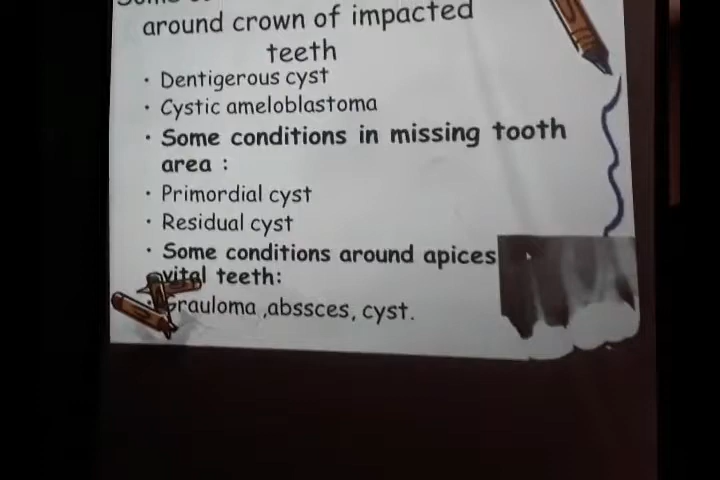 around crown of impacted
teeth
• Dentigerous cyst
• Cystic ameloblastoma
• Some conditions in missing tooth
area :
• Primordial cyst
• Residual cyst
• Some conditions around apices
vital teeth:
rauloma ,abssces, cyst.